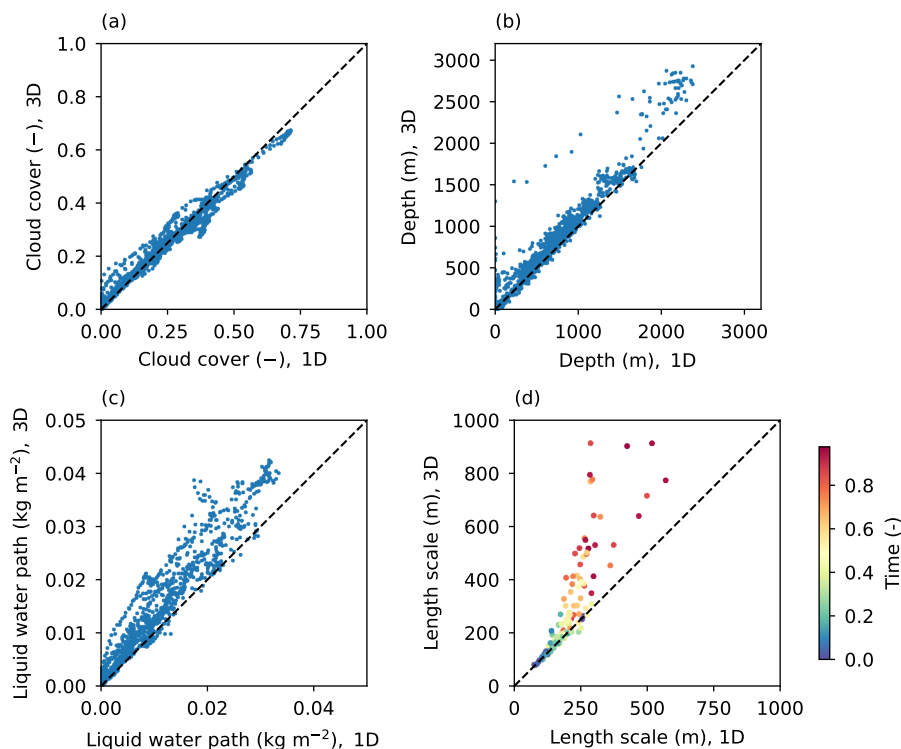 (a)
1.0
0.8
0.6
0.4
0.2
0.0
Cloud cover (−), 3D
0.00 0.25 0.50 0.75 1.00
Cloud cover (−), 1D
(b)
3000
2500
2000
1500
1000
500
0
Depth (m), 3D
0 1000 2000 3000
Depth (m), 1D
(c)
0.05
0.04
0.03
0.02
0.01
0.00
Liquid water path (kg m⁻²), 3D
0.00 0.02 0.04
Liquid water path (kg m⁻²), 1D
(d)
1000
800
600
400
200
0
Length scale (m), 3D
0 250 500 750 1000
Length scale (m), 1D
0.8
0.6
0.4
0.2
0.0
Time (-)